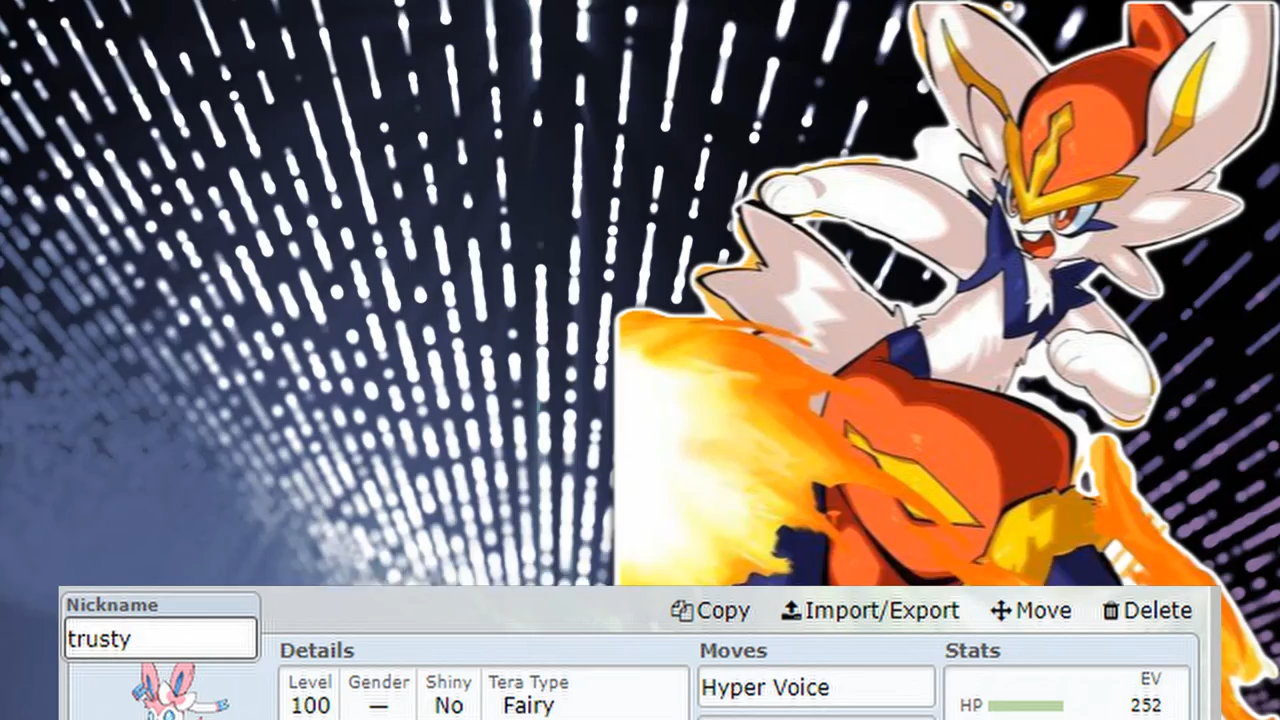 Nickname
Copy Import/Export Move Delete
trusty
Details Moves Stats
Level Gender Shiny Tera Type EV
100 — No Fairy Hyper Voice HP 252